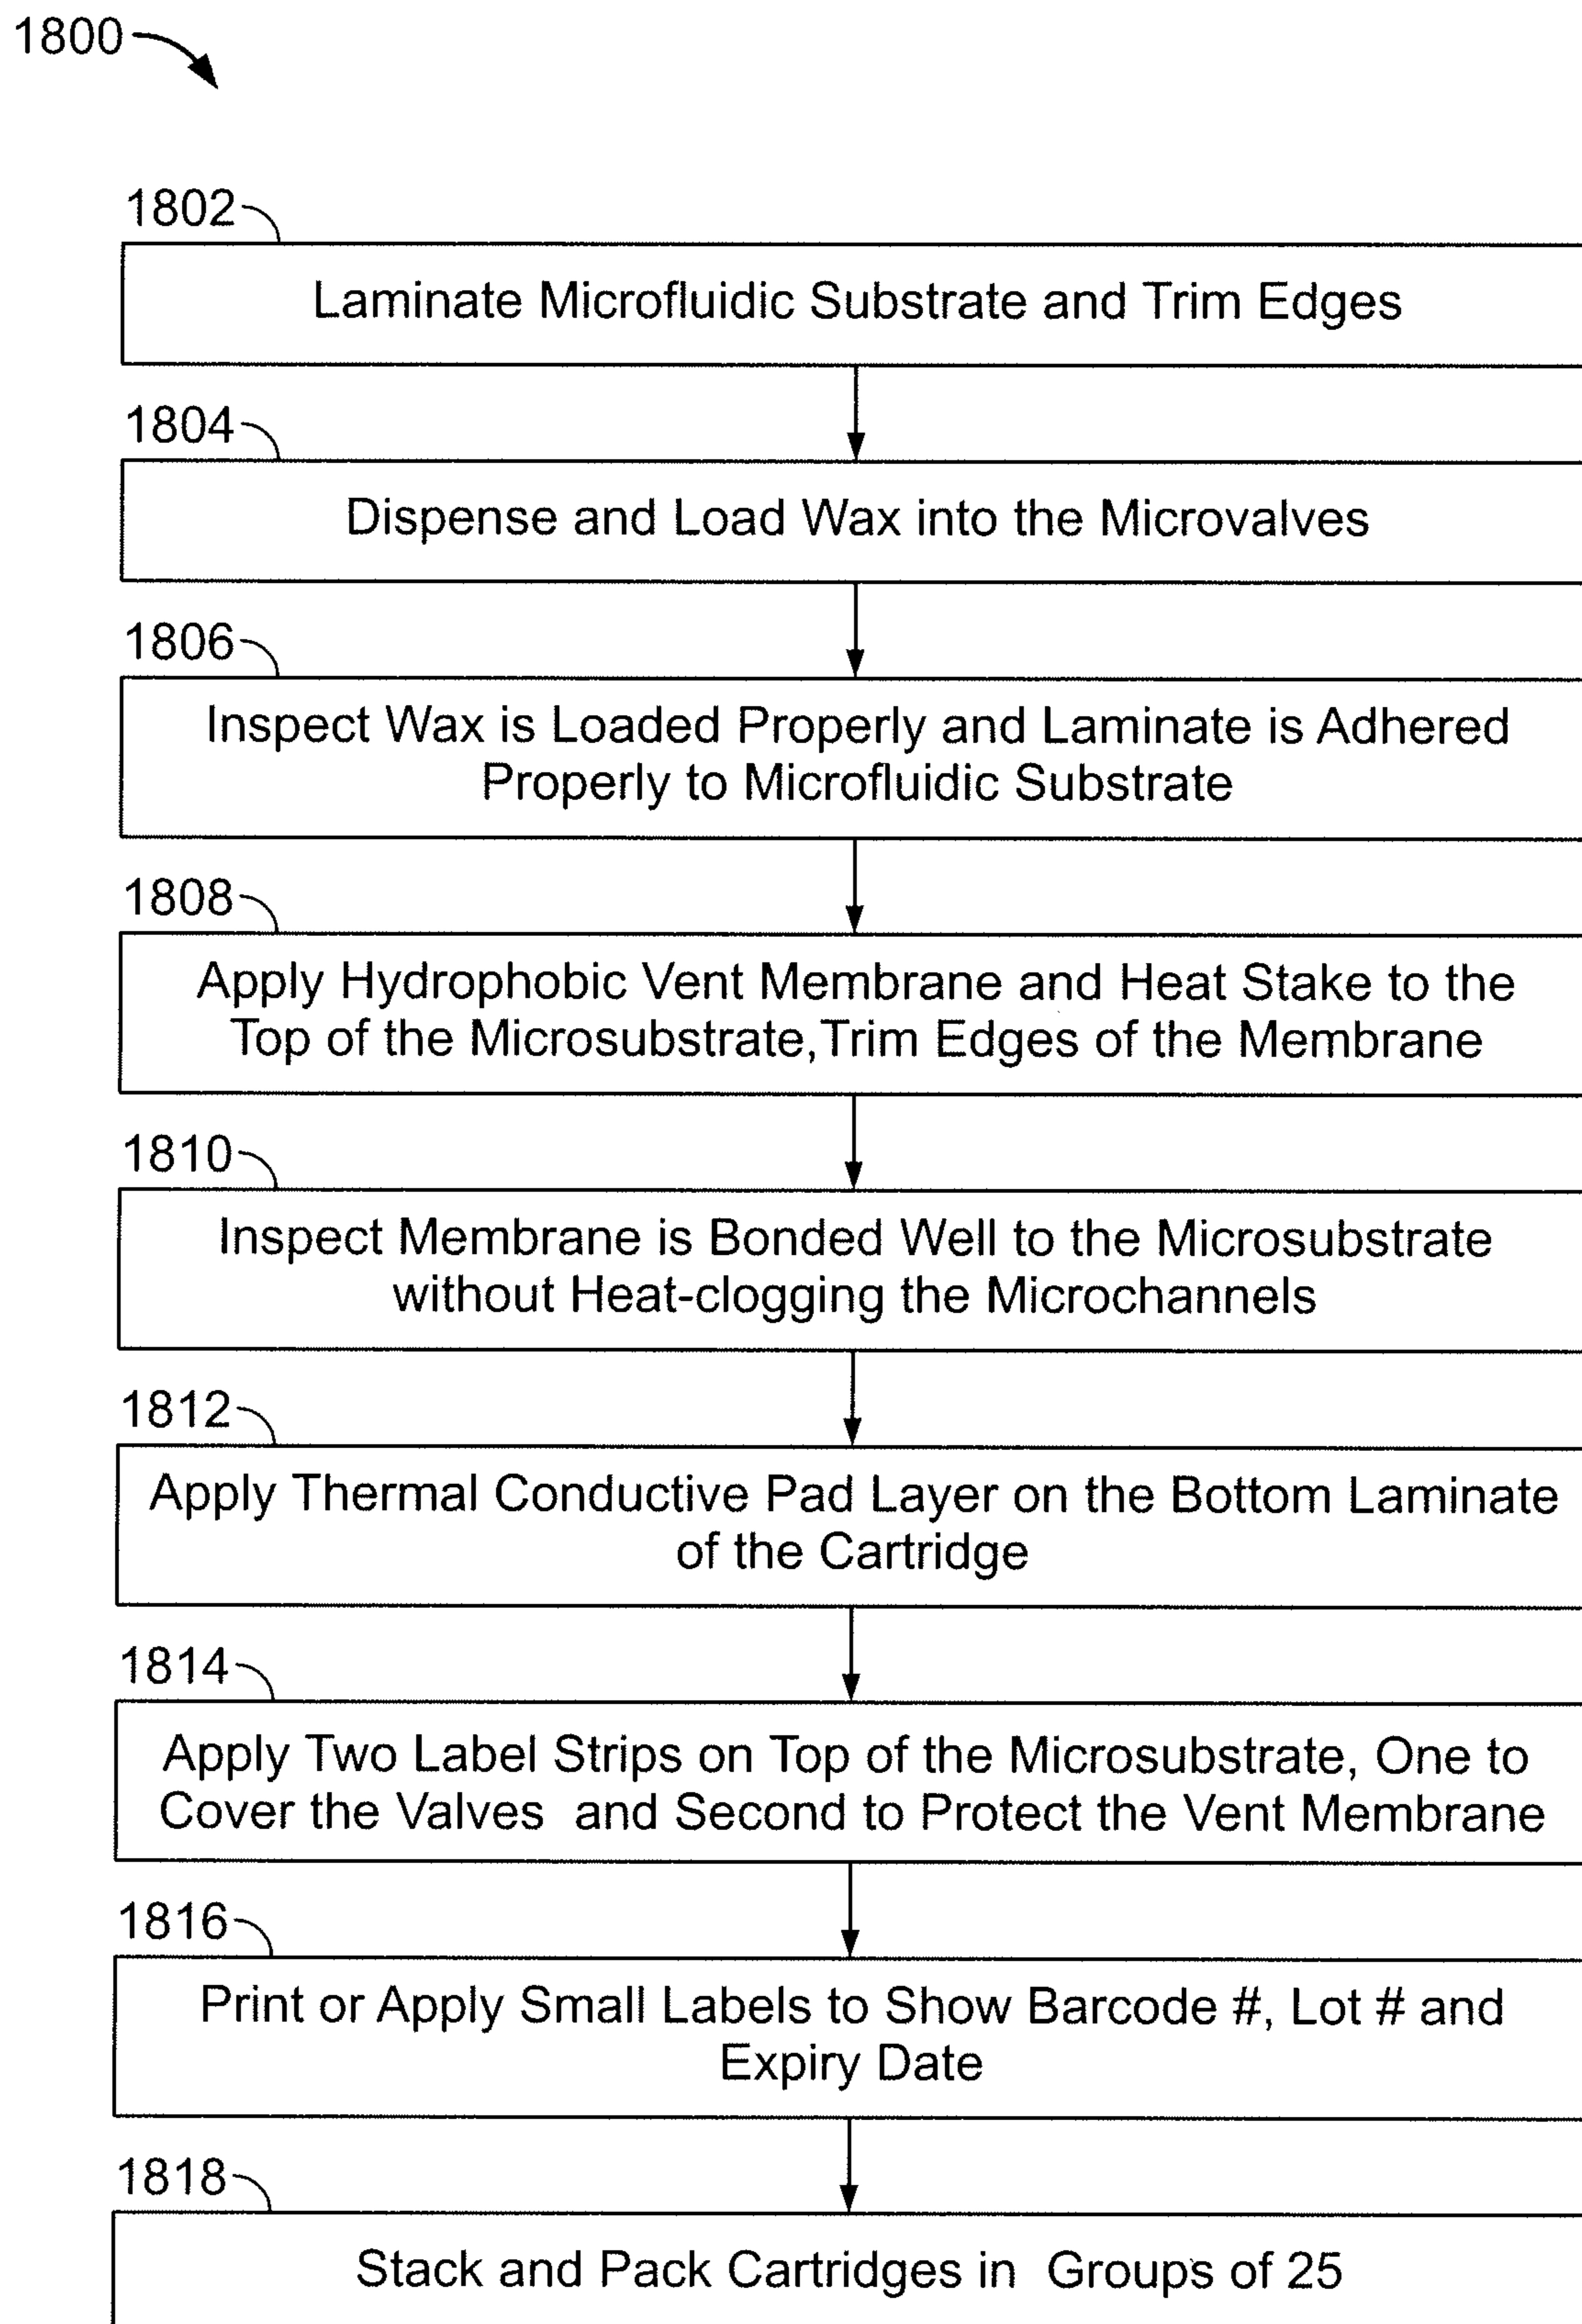 1800
1802
Laminate Microfluidic Substrate and Trim Edges
1804
Dispense and Load Wax into the Microvalves
1806
Inspect Wax is Loaded Properly and Laminate is Adhered
Properly to Microfluidic Substrate
1808
Apply Hydrophobic Vent Membrane and Heat Stake to the
Top of the Microsubstrate,Trim Edges of the Membrane
1810
Inspect Membrane is Bonded Well to the Microsubstrate
without Heat-clogging the Microchannels
1812
Apply Thermal Conductive Pad Layer on the Bottom Laminate
of the Cartridge
1814
Apply Two Label Strips on Top of the Microsubstrate, One to
Cover the Valves and Second to Protect the Vent Membrane
1816
Print or Apply Small Labels to Show Barcode #, Lot # and
Expiry Date
1818
Stack and Pack Cartridges in Groups of 25